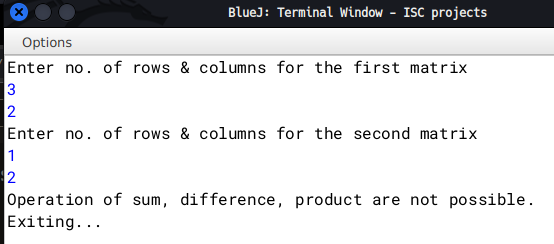 BlueJ: Terminal Window – ISC projects
Options
Enter no. of rows & columns for the first matrix
3
2
Enter no. of rows & columns for the second matrix
1
2
Operation of sum, difference, product are not possible.
Exiting...